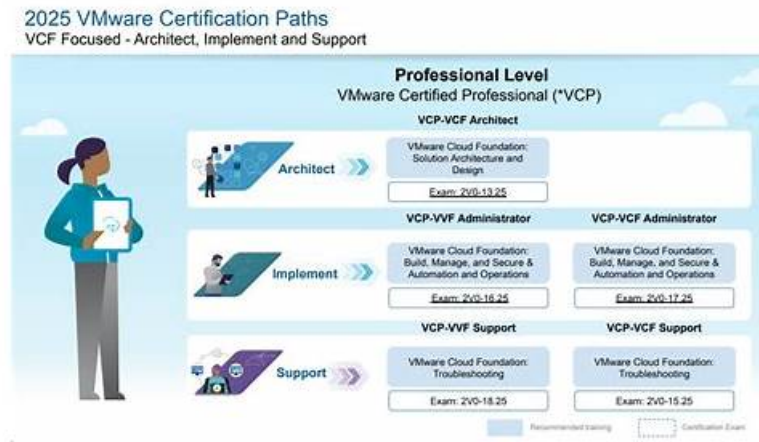 2025 VMware Certification Paths
VCF Focused - Architect, Implement and Support
Professional Level
VMware Certified Professional (*VCP)
VCP-VCF Architect
Architect
VMware Cloud Foundation:
Solution Architecture and
Design
Exam: 2V0-13.25
VCP-VVF Administrator
VCP-VCF Administrator
Implement
VMware Cloud Foundation:
Build, Manage, and Secure &
Automation and Operations
Exam: 2V0-16.25
VMware Cloud Foundation:
Build, Manage, and Secure &
Automation and Operations
Exam: 2V0-17.25
VCP-VVF Support
VCP-VCF Support
Support
VMware Cloud Foundation:
Troubleshooting
Exam: 2V0-18.25
VMware Cloud Foundation:
Troubleshooting
Exam: 2V0-15.25
Recommended training
Certification Exam